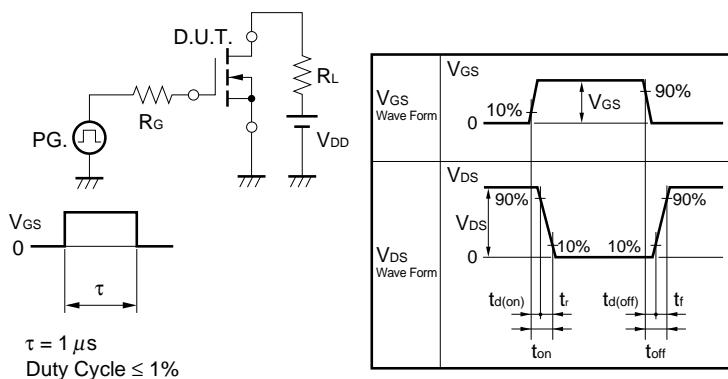 D.U.T.
RL
RG
PG.
VDD
VGS
0
τ
τ = 1 μs
Duty Cycle ≤ 1%
VGS
Wave Form
VGS
10%
VGS
90%
0
VDS
Wave Form
VDS
90%
VDS
10%
10%
90%
0
td(on)
tr
td(off)
tf
ton
toff